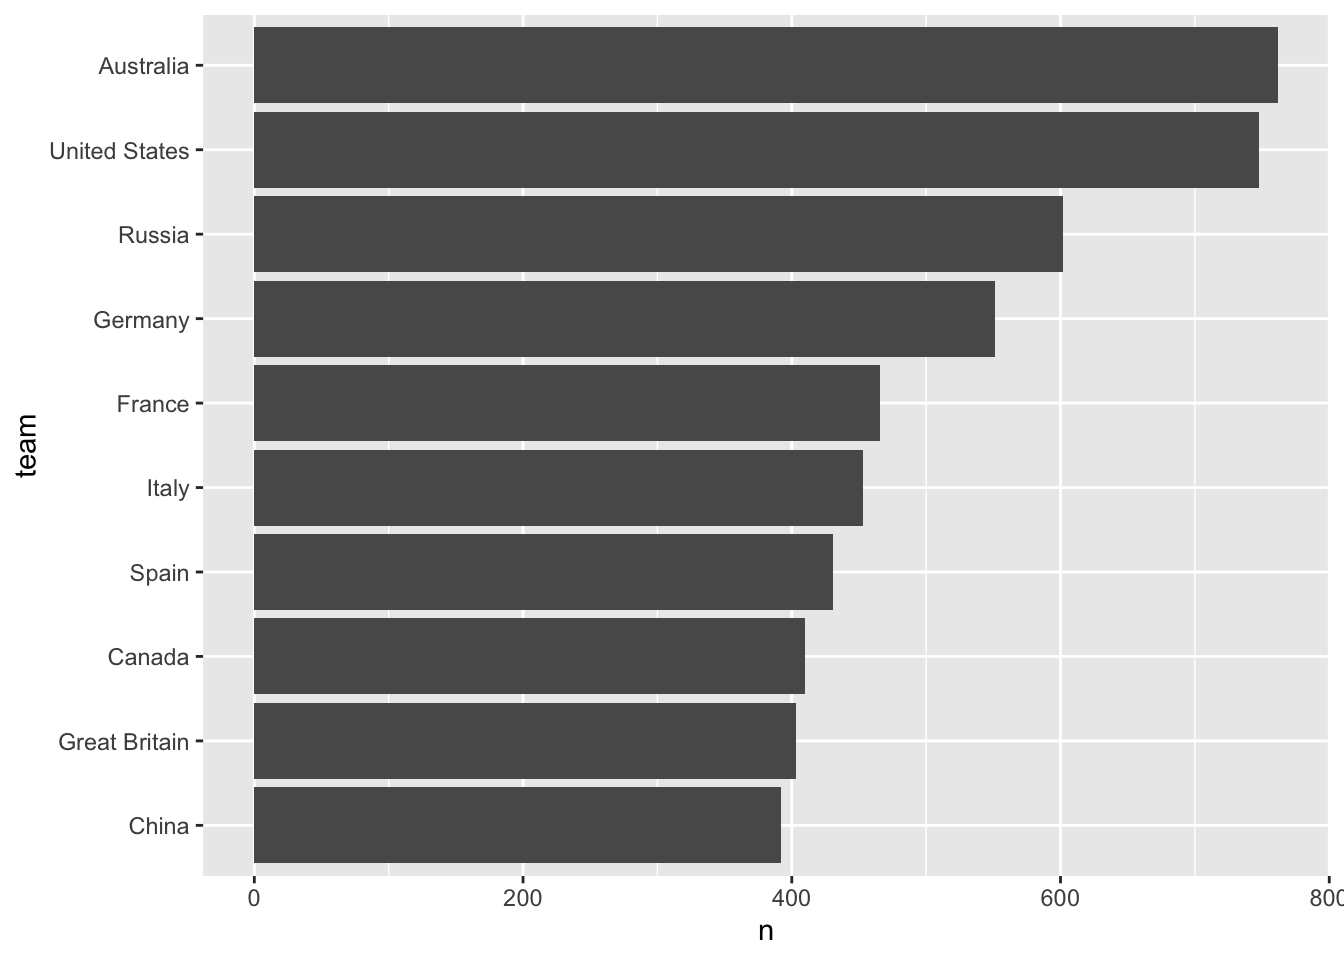 Australia
United States
Russia
Germany
France
Italy
Spain
Canada
Great Britain
China
team
0 200 400 600 800
n